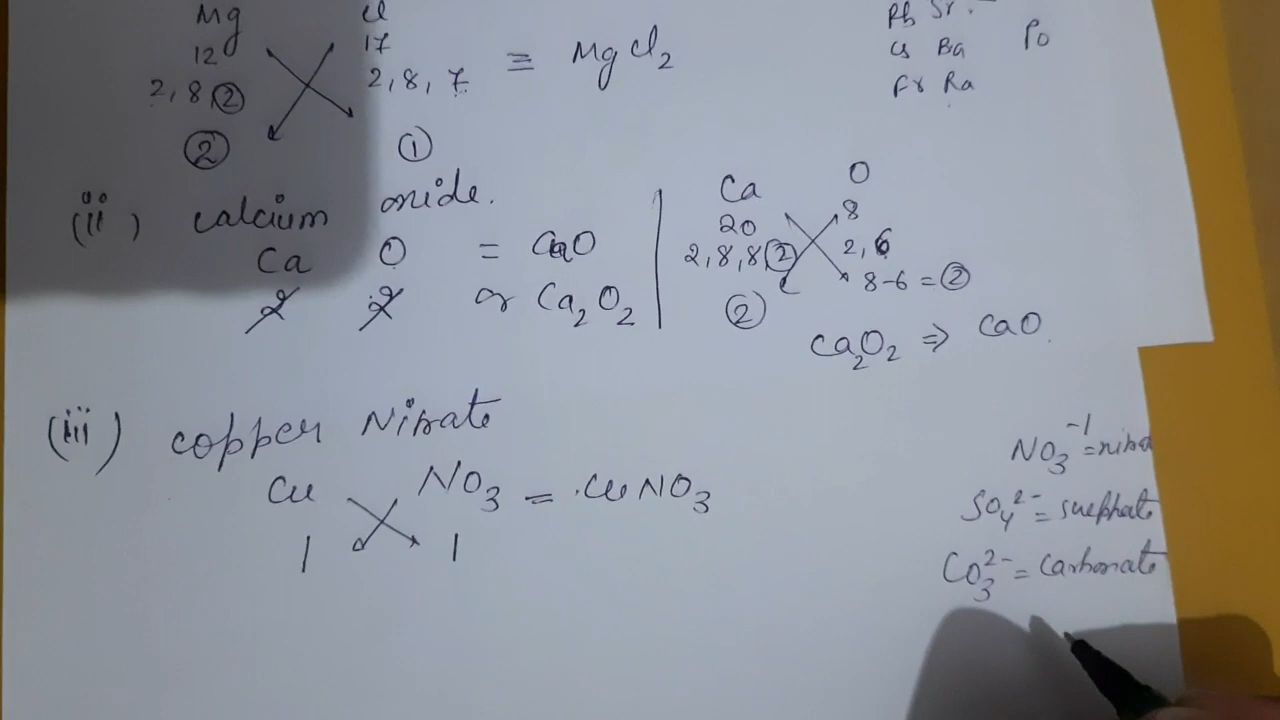 Mg Cl
12 17
2, 8 2 2, 8, 7 ≡ MgCl2
2 1
Rb Sr
Cs Ba Po
Fr Ra
(ii) calcium oxide.
Ca O = CaO
2 2 or Ca2O2
Ca O
20 8
2, 8, 8 2 2, 6
8-6 = 2
2
Ca2O2 ⇒ CaO
(iii) copper Nitrate
Cu NO3 = CuNO3
1 1
NO3 -1 = nitra
SO4 2- = sulphate
CO3 2- = carbonate